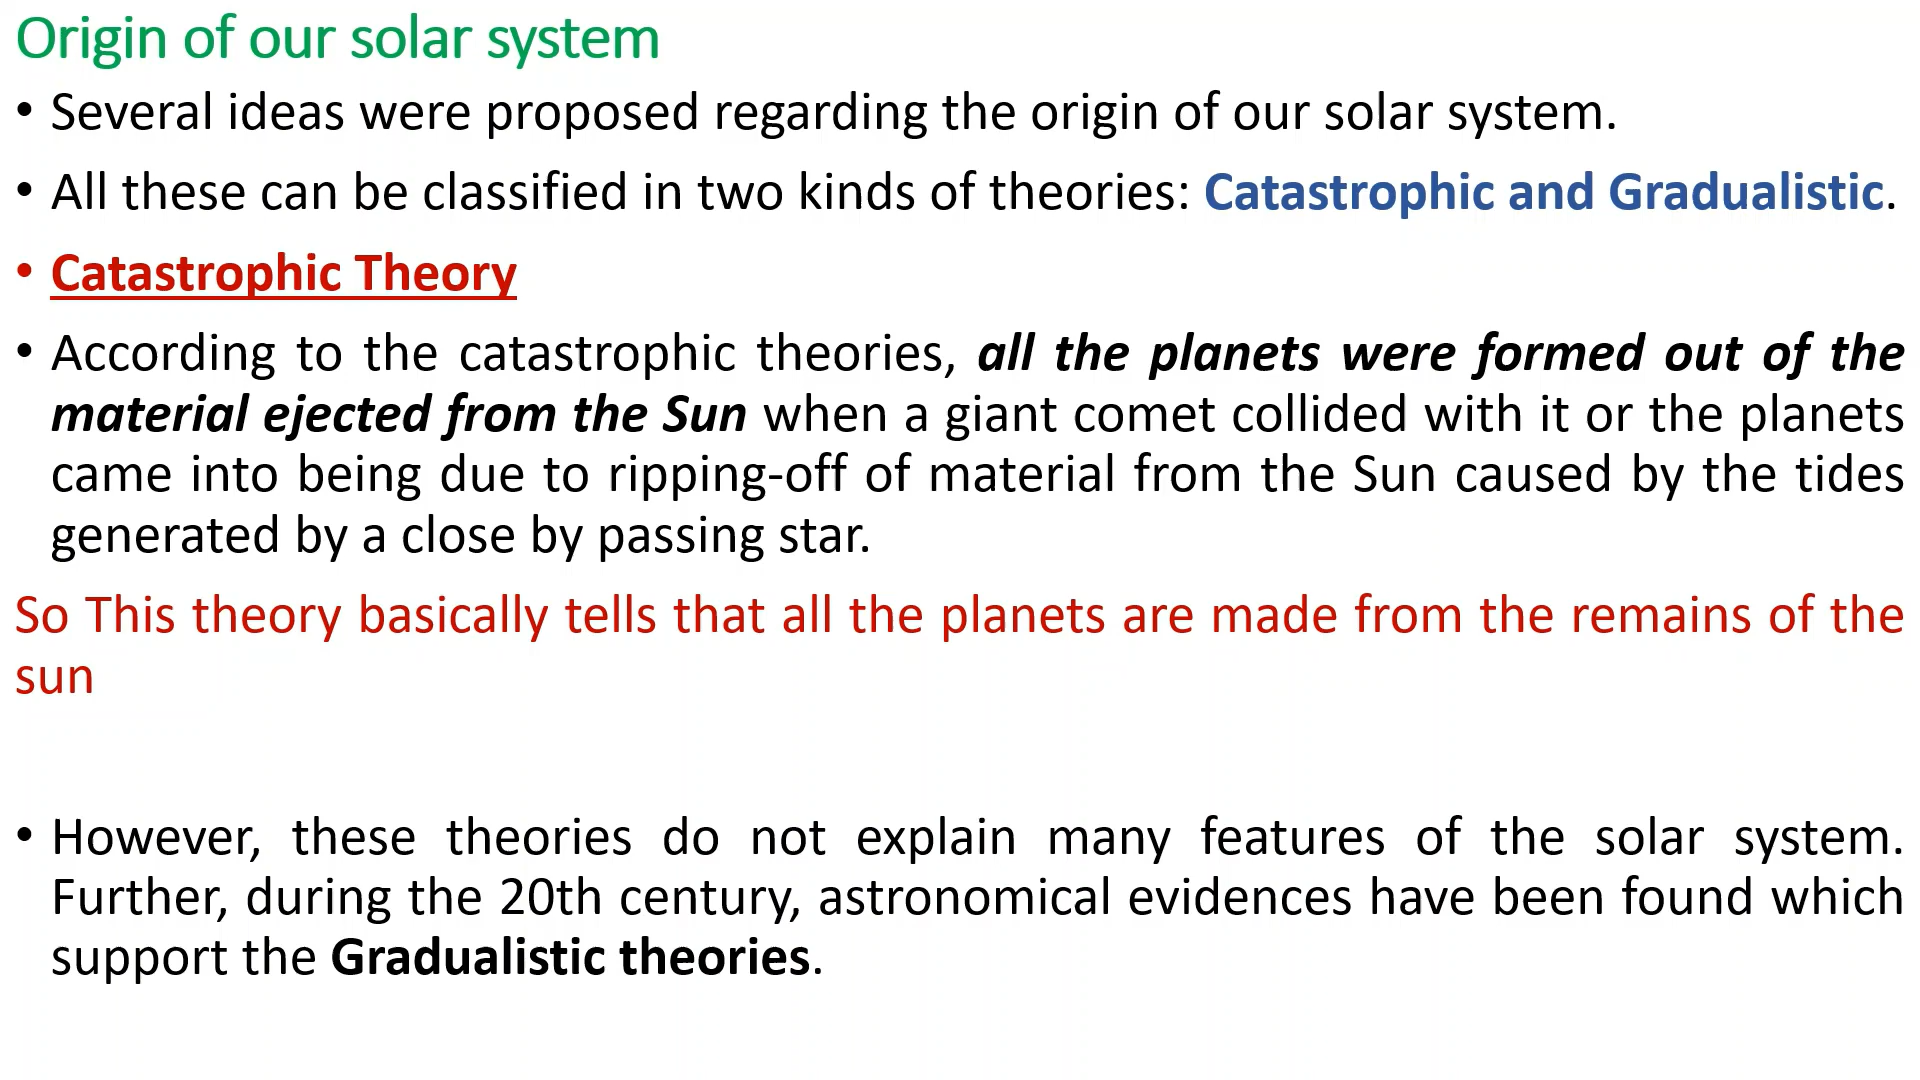 Origin of our solar system
• Several ideas were proposed regarding the origin of our solar system.
• All these can be classified in two kinds of theories: Catastrophic and Gradualistic.
• Catastrophic Theory
• According to the catastrophic theories, all the planets were formed out of the
material ejected from the Sun when a giant comet collided with it or the planets
came into being due to ripping-off of material from the Sun caused by the tides
generated by a close by passing star.
So This theory basically tells that all the planets are made from the remains of the
sun
• However, these theories do not explain many features of the solar system.
Further, during the 20th century, astronomical evidences have been found which
support the Gradualistic theories.